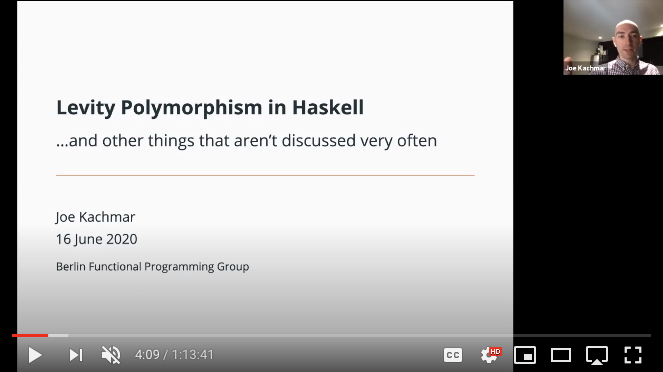 Joe Kachmar
Levity Polymorphism in Haskell
...and other things that aren't discussed very often
Joe Kachmar
16 June 2020
Berlin Functional Programming Group
4:09 / 1:13:41
CC
HD